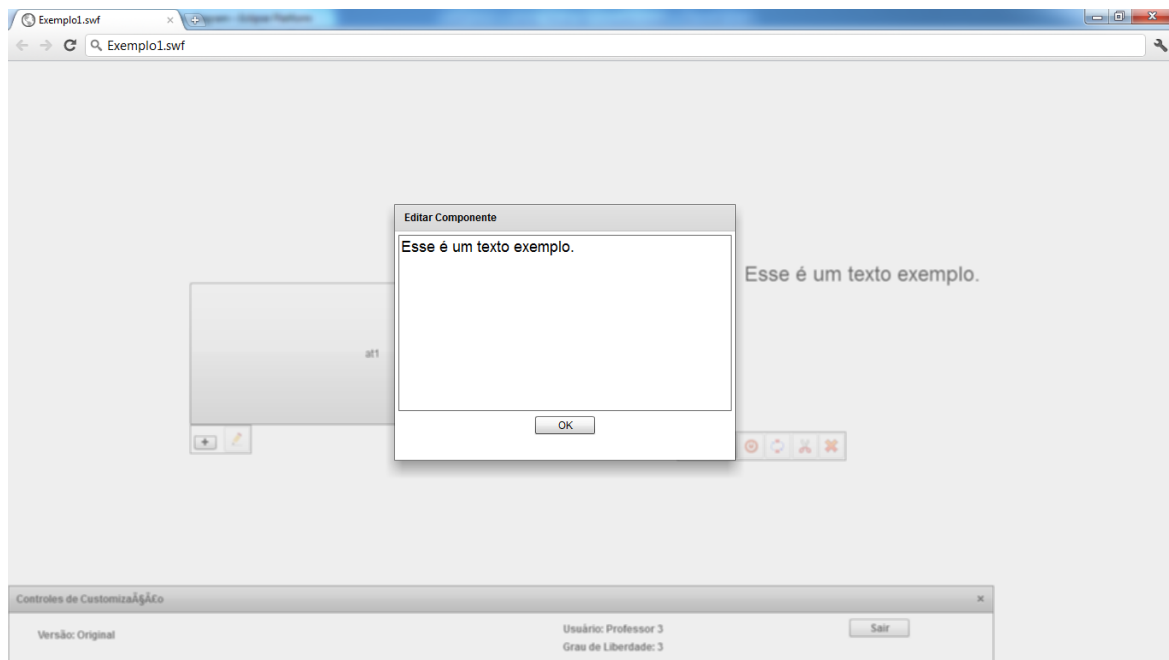 Exemplo1.swf
Exemplo1.swf
Editar Componente
Esse é um texto exemplo.
Esse é um texto exemplo.
at1
OK
Controles de CustomizaÃ§Ã£o
Versão: Original
Usuário: Professor 3
Sair
Grau de Liberdade: 3